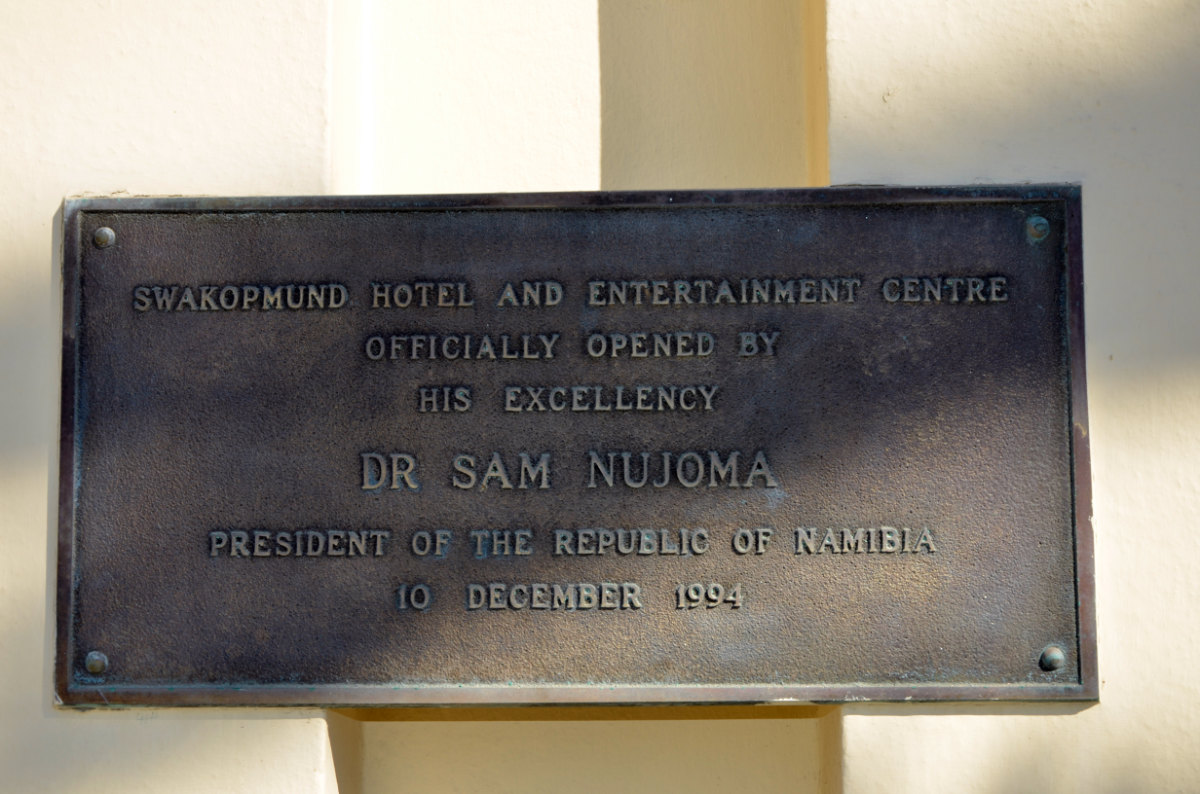 SWAKOPMUND HOTEL AND ENTERTAINMENT CENTRE
OFFICIALLY OPENED BY
HIS EXCELLENCY
DR SAM NUJOMA
PRESIDENT OF THE REPUBLIC OF NAMIBIA
10 DECEMBER 1994